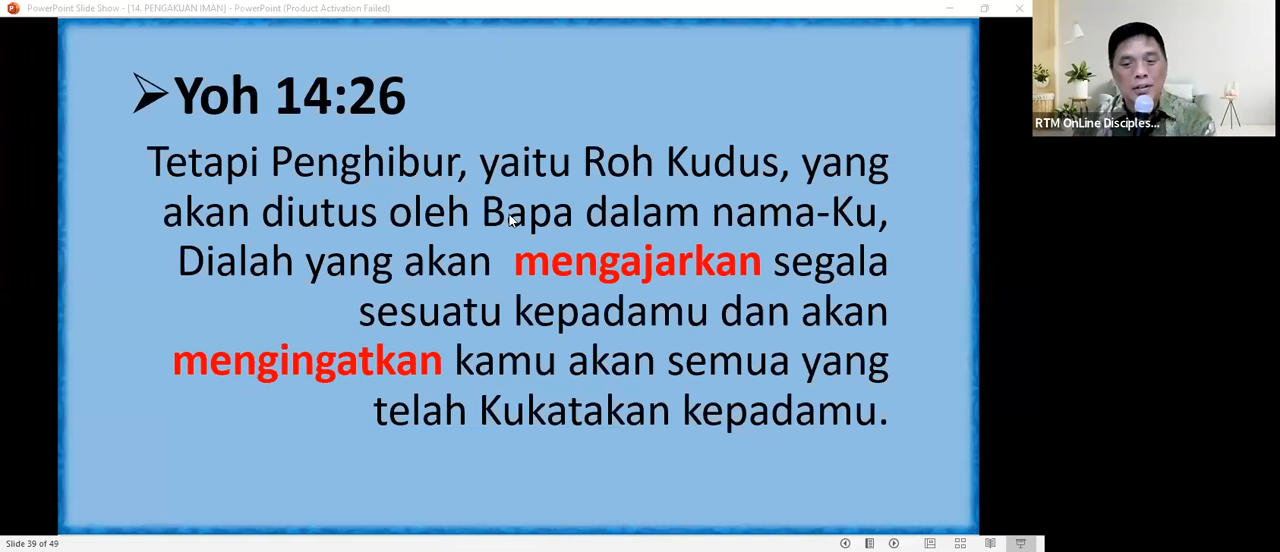 PowerPoint Slide Show - [14. PENGAKUAN IMAN] - PowerPoint (Product Activation Failed)
Yoh 14:26
Tetapi Penghibur, yaitu Roh Kudus, yang
akan diutus oleh Bapa dalam nama-Ku,
Dialah yang akan mengajarkan segala
sesuatu kepadamu dan akan
mengingatkan kamu akan semua yang
telah Kukatakan kepadamu.
RTM OnLine Disciples...
Slide 39 of 49